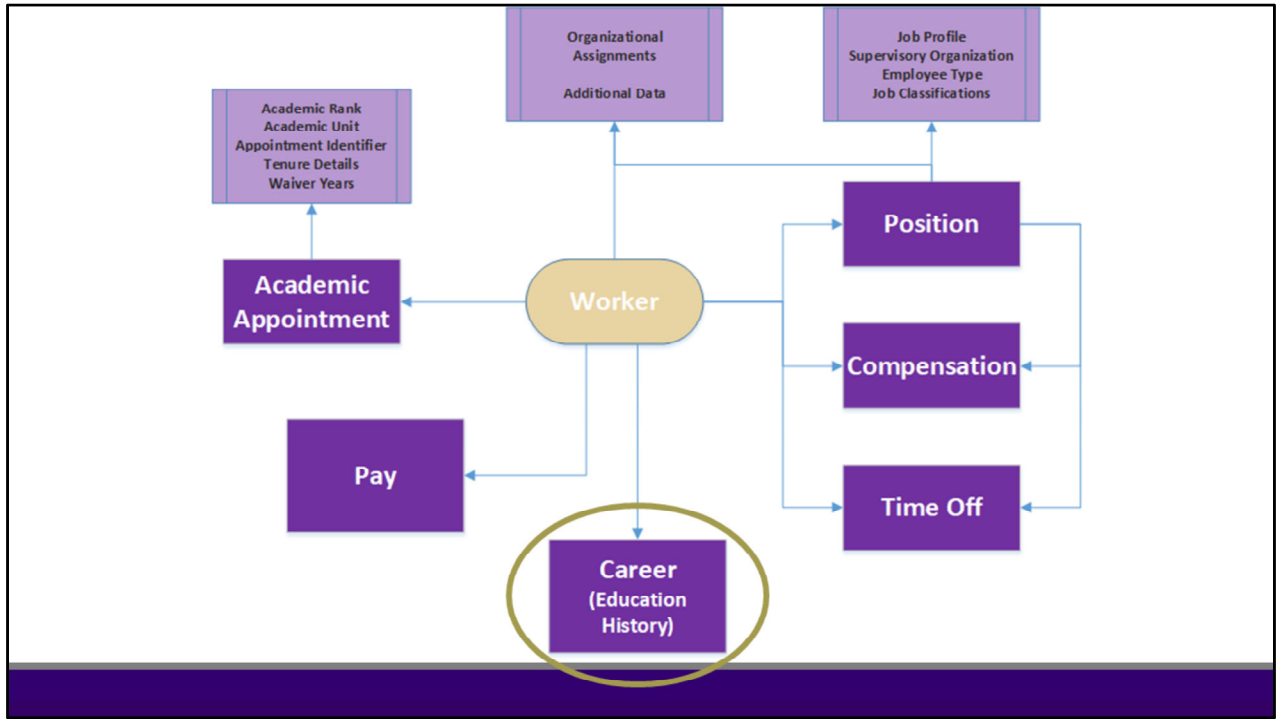 Organizational
Assignments
Additional Data
Job Profile
Supervisory Organization
Employee Type
Job Classifications
Academic Rank
Academic Unit
Appointment Identifier
Tenure Details
Waiver Years
Position
Academic
Appointment
Worker
Compensation
Pay
Time Off
Career
(Education
History)